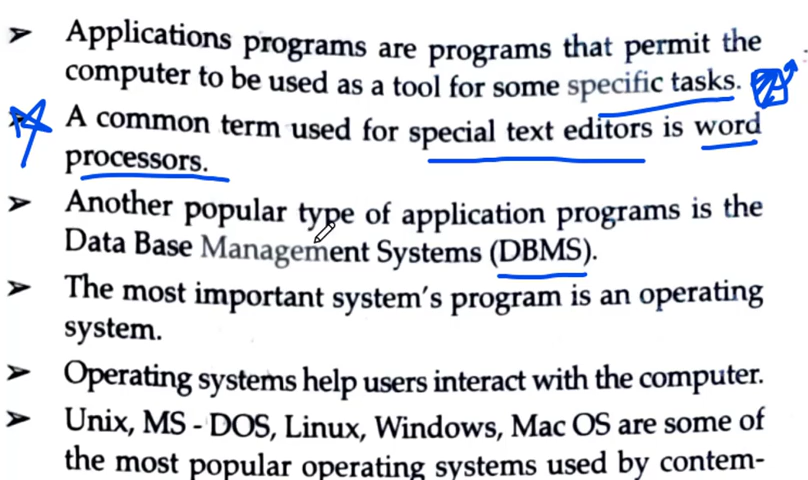 ➢ Applications programs are programs that permit the
computer to be used as a tool for some specific tasks.
A common term used for special text editors is word
processors.
➢ Another popular type of application programs is the
Data Base Management Systems (DBMS).
➢ The most important system's program is an operating
system.
➢ Operating systems help users interact with the computer.
➢ Unix, MS - DOS, Linux, Windows, Mac OS are some of
the most popular operating systems used by contem-